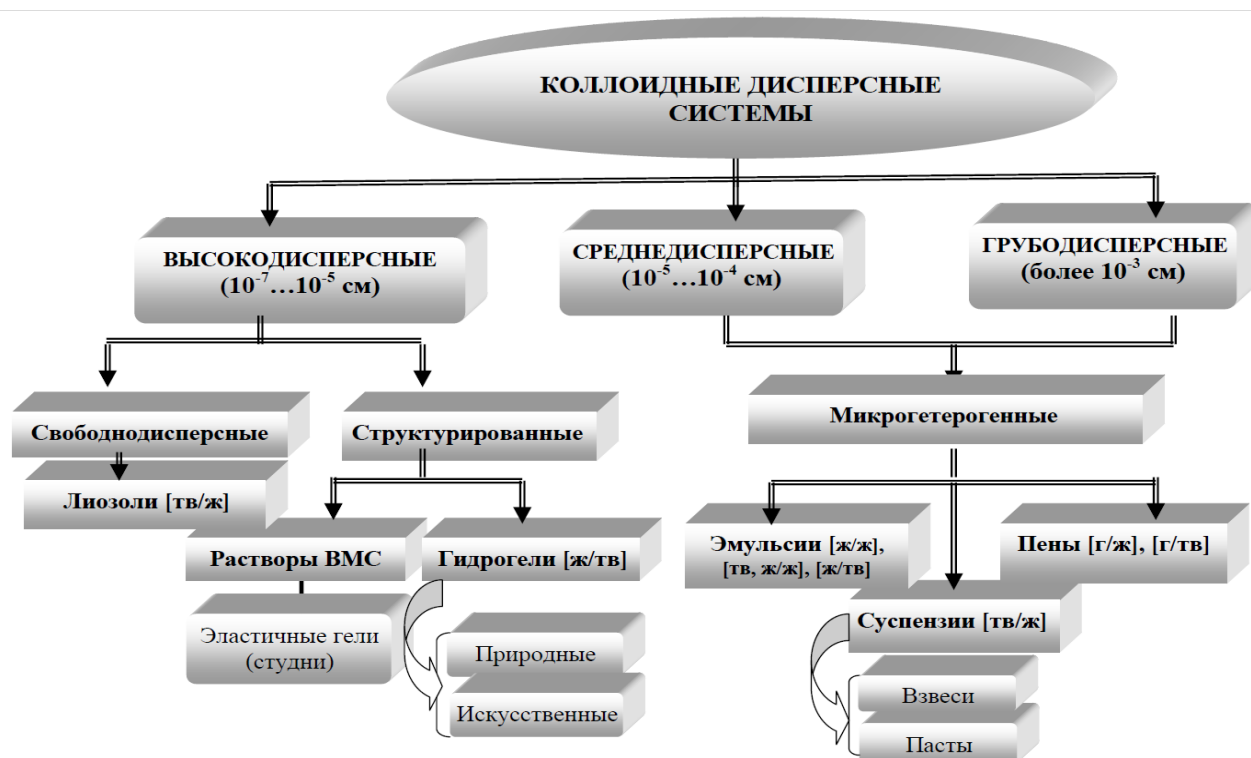 КОЛЛОИДНЫЕ ДИСПЕРСНЫЕ
СИСТЕМЫ
ВЫСОКОДИСПЕРСНЫЕ
(10⁻⁷…10⁻⁵ см)
СРЕДНЕДИСПЕРСНЫЕ
(10⁻⁵…10⁻⁴ см)
ГРУБОДИСПЕРСНЫЕ
(более 10⁻³ см)
Свободнодисперсные
Структурированные
Микрогетерогенные
Лиозоли [тв/ж]
Растворы ВМС
Гидрогели [ж/тв]
Эмульсии [ж/ж],
[тв, ж/ж], [ж/тв]
Пены [г/ж], [г/тв]
Суспензии [тв/ж]
Эластичные гели
(студни)
Природные
Искусственные
Взвеси
Пасты